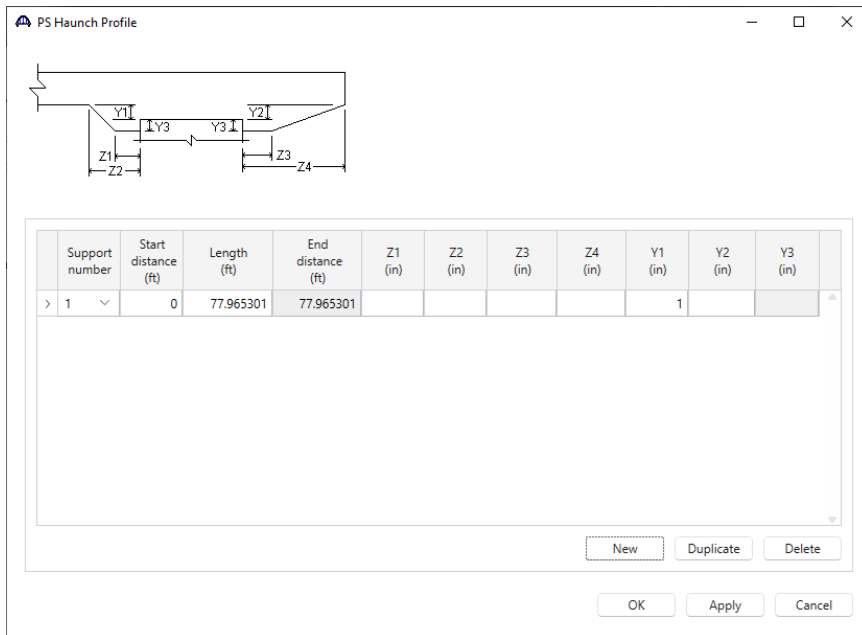 PS Haunch Profile
Y1 Y2
Y3 Y3
Z1 Z3
Z2 Z4
Support number Start distance (ft) Length (ft) End distance (ft) Z1 (in) Z2 (in) Z3 (in) Z4 (in) Y1 (in) Y2 (in) Y3 (in)
1 0 77.965301 77.965301 1
New Duplicate Delete
OK Apply Cancel